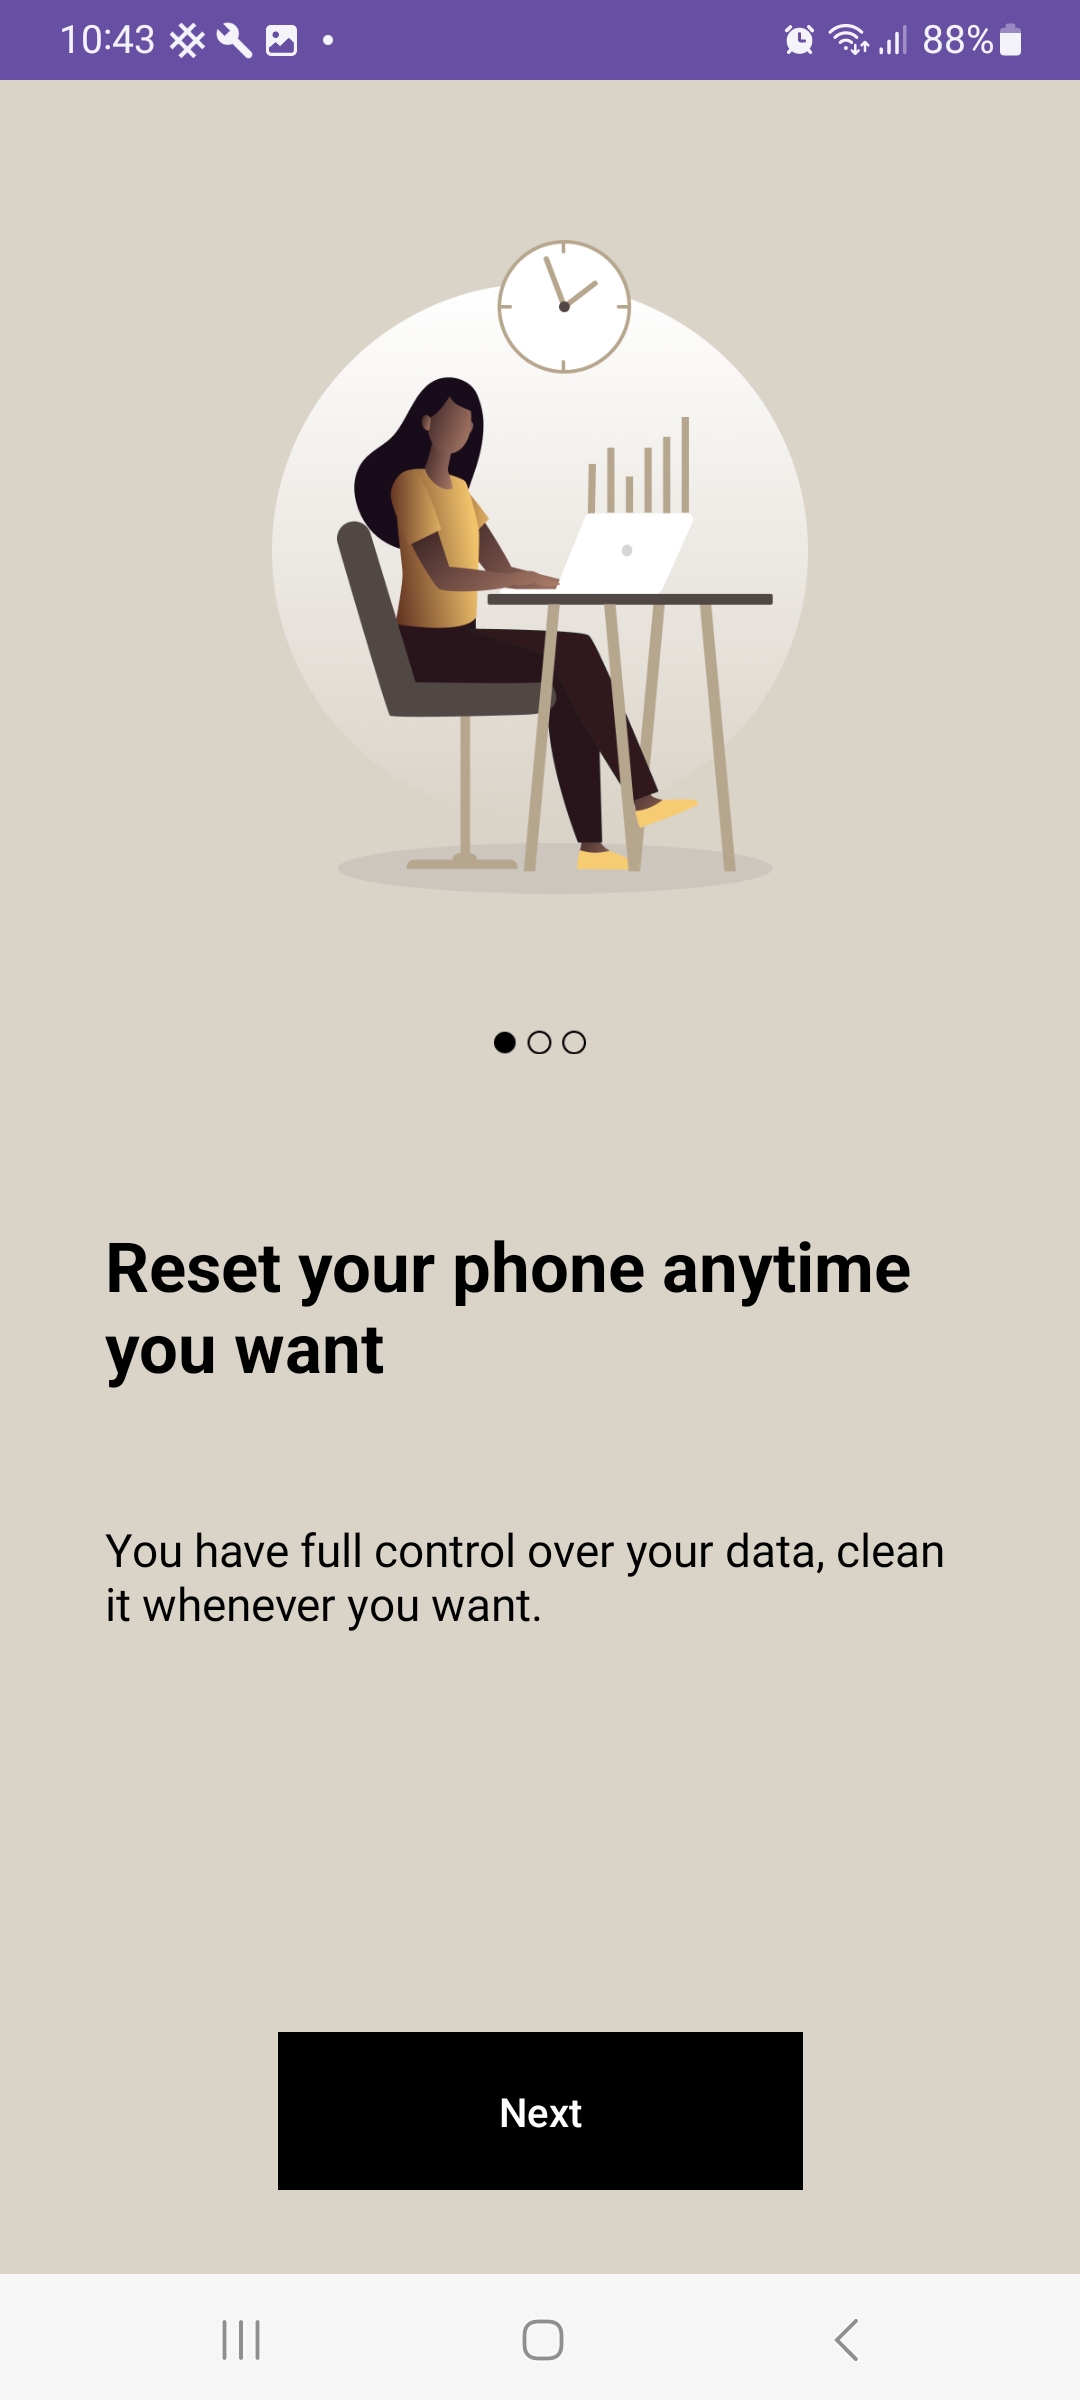 10:43
88%
Reset your phone anytime
you want
You have full control over your data, clean
it whenever you want.
Next